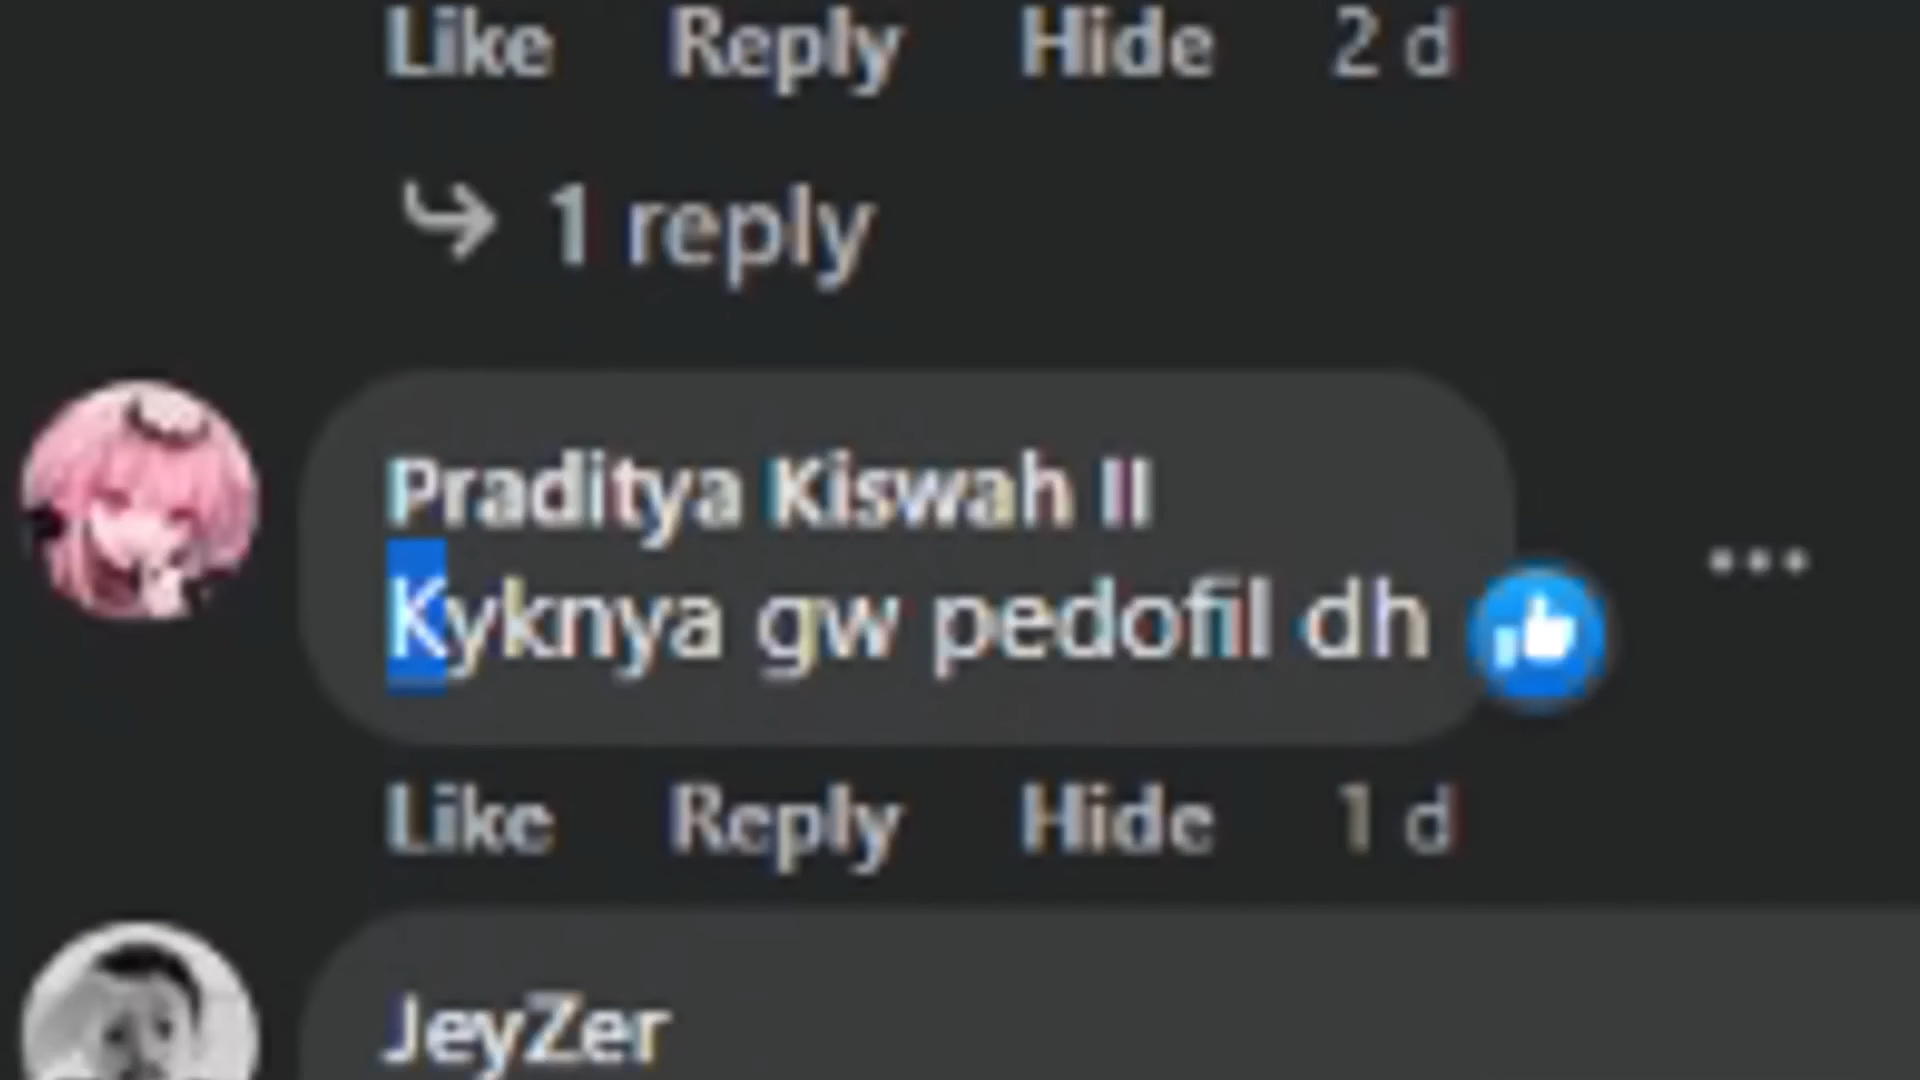 Like Reply Hide 2 d
1 reply
Praditya Kiswah II
Kyknya gw pedofil dh
Like Reply Hide 1 d
JeyZer